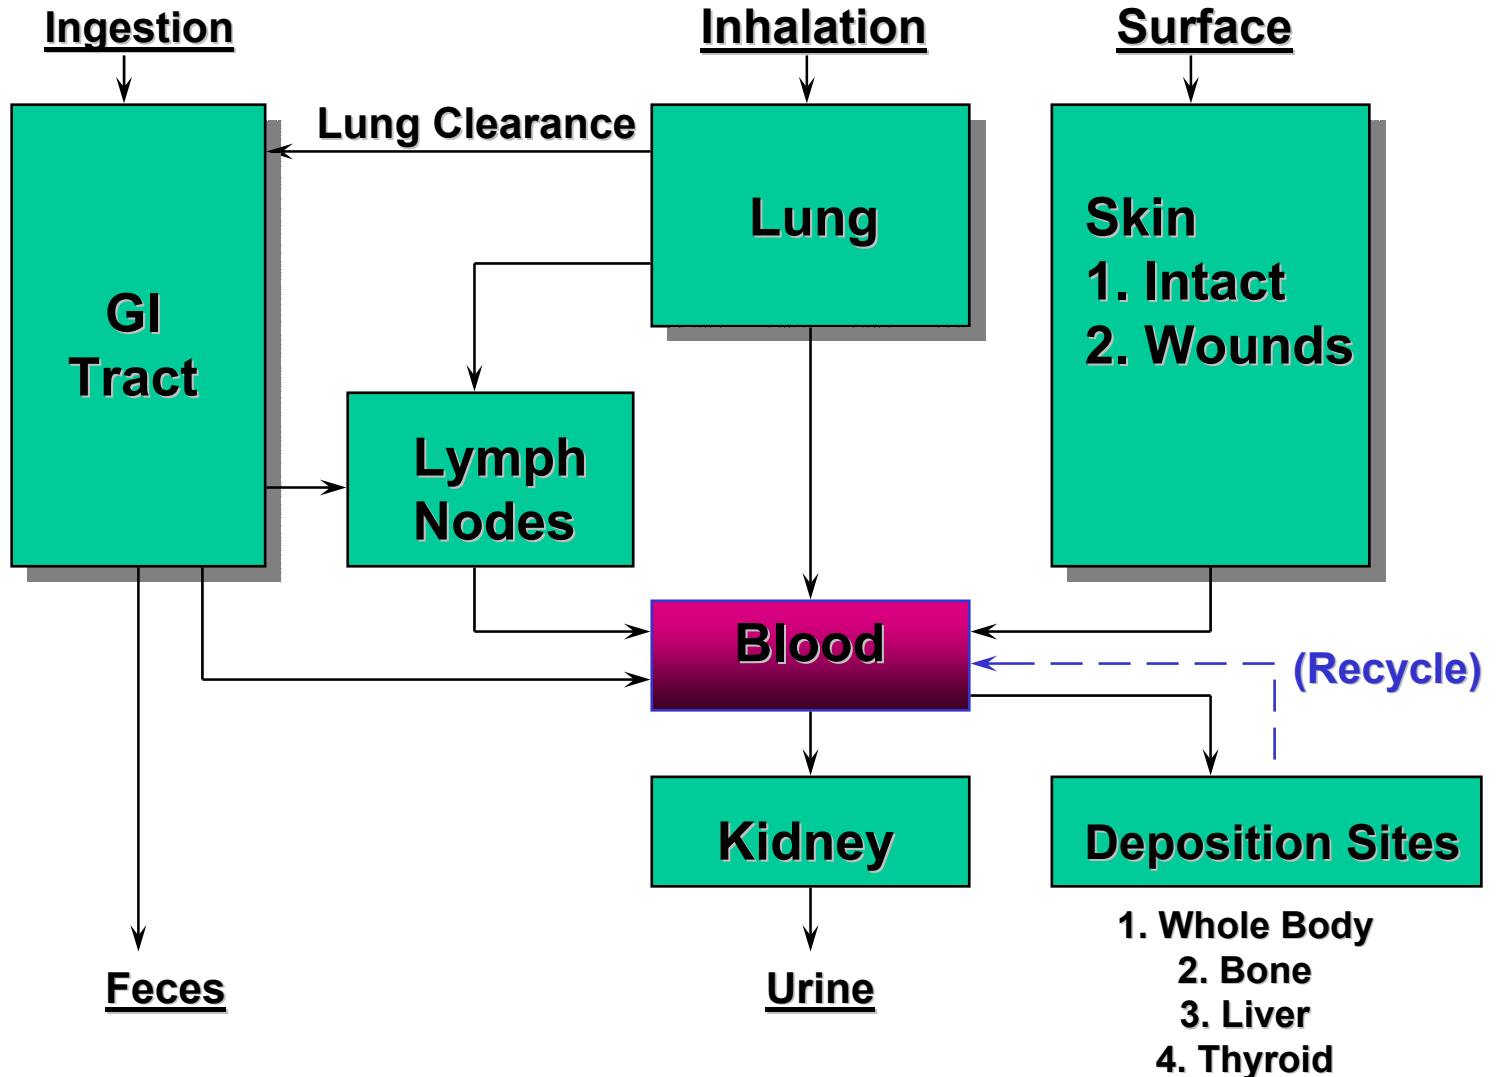 Ingestion
Inhalation
Surface
Lung Clearance
Lung
Skin
1. Intact
2. Wounds
GI
Tract
Lymph
Nodes
Blood
(Recycle)
Kidney
Deposition Sites
Feces
Urine
1. Whole Body
2. Bone
3. Liver
4. Thyroid